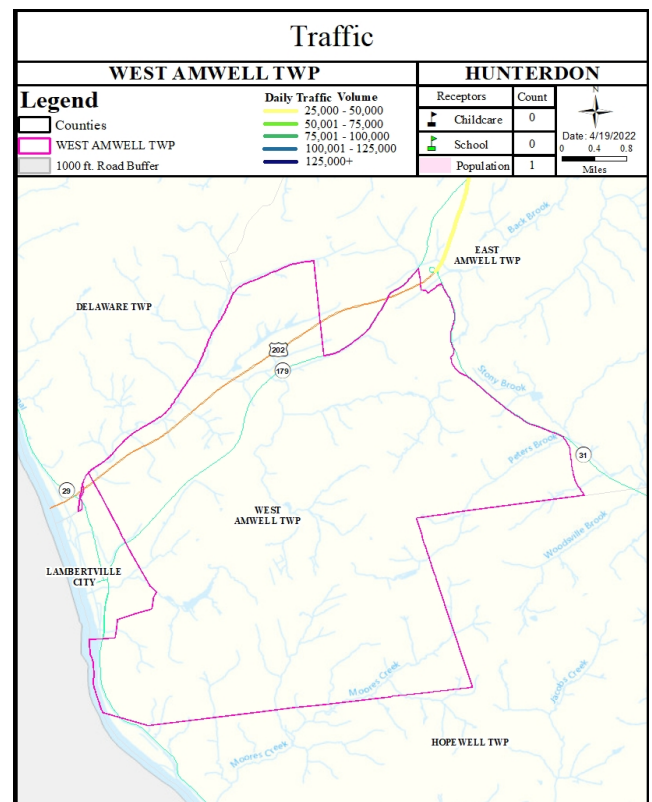 Traffic
WEST AMWELL TWP
HUNTERDON
Legend
Counties
WEST AMWELL TWP
1000 ft. Road Buffer
Daily Traffic Volume
25,000 - 50,000
50,001 - 75,000
75,001 - 100,000
100,001 - 125,000
125,000+
Receptors Count
Childcare 0
School 0
Population 1
N
Date: 4/19/2022
0 0.4 0.8
Miles
Back Brook
EAST
AMWELL TWP
DELAWARE TWP
202
179
Stony Brook
Peters Brook
31
29
WEST
AMWELL TWP
Woodsville Brook
LAMBERTVILLE
CITY
Moores Creek
Jacobs Creek
Moores Creek
HOPEWELL TWP